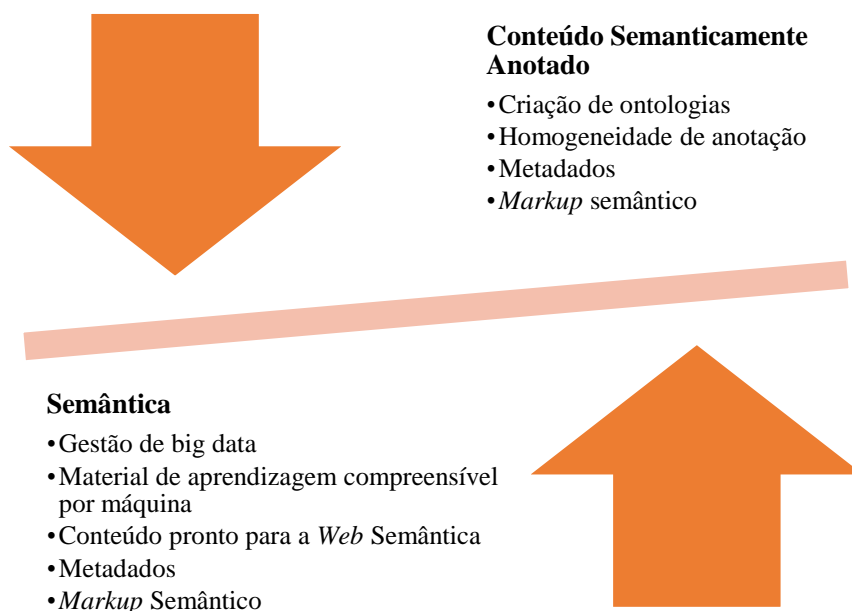 Conteúdo Semanticamente
Anotado
•Criação de ontologias
•Homogeneidade de anotação
•Metadados
•Markup semântico
Semântica
•Gestão de big data
•Material de aprendizagem compreensível
por máquina
•Conteúdo pronto para a Web Semântica
•Metadados
•Markup Semântico